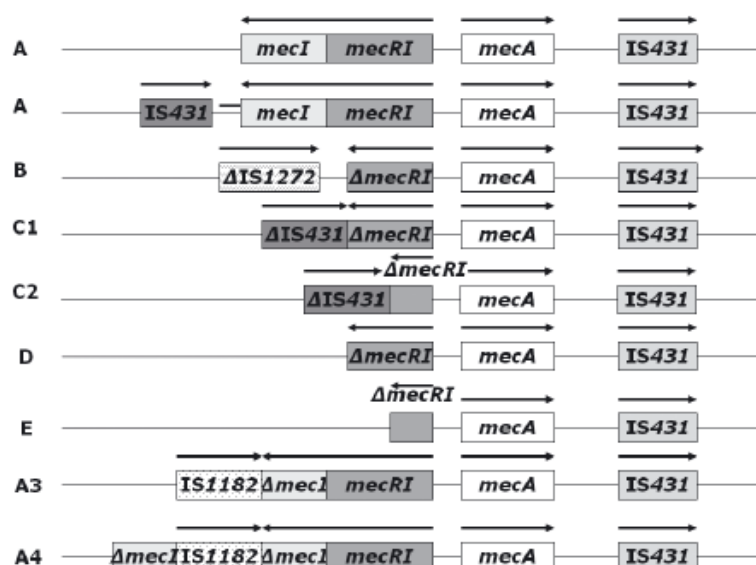 A mecI mecRI mecA IS431
A IS431 mecI mecRI mecA IS431
B ΔIS1272 ΔmecRI mecA IS431
C1 ΔIS431 ΔmecRI mecA IS431
ΔmecRI
C2 ΔIS431 mecA IS431
D ΔmecRI mecA IS431
ΔmecRI
E mecA IS431
A3 IS1182 ΔmecI mecRI mecA IS431
A4 ΔmecI IS1182 ΔmecI mecRI mecA IS431